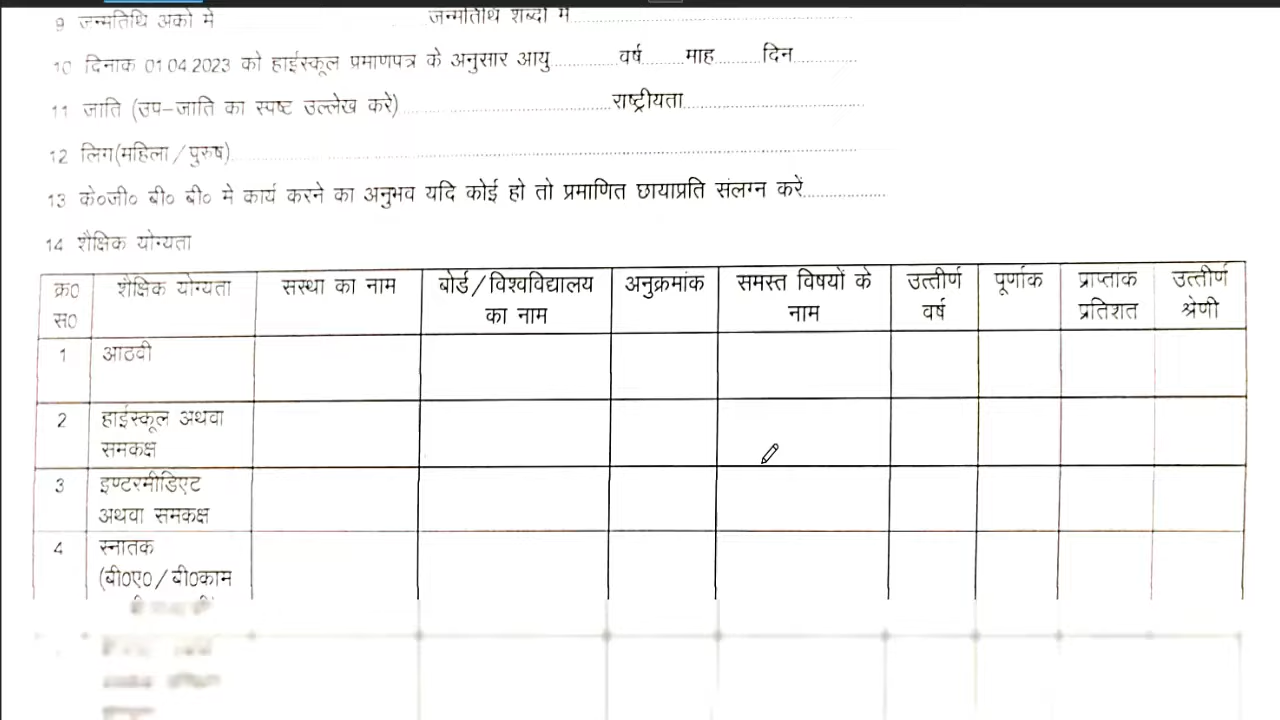 9 जन्मतिथि अंको मे.................... जन्मतिथि शब्दों में....................
10 दिनाक 01 04 2023 को हाईस्कूल प्रमाणपत्र के अनुसार आयु............वर्ष.......माह........दिन............
11 जाति (उप-जाति का स्पष्ट उल्लेख करे)....................राष्ट्रीयता....................
12 लिग(महिला / पुरुष)....................
13 के०जी० बी० बी० मे कार्य करने का अनुभव यदि कोई हो तो प्रमाणित छायाप्रति संलग्न करें...............
14 शैक्षिक योग्यता
क्र0 स0 शैक्षिक योग्यता सस्था का नाम बोर्ड/विश्वविद्यालय का नाम अनुक्रमांक समस्त विषयों के नाम उत्तीर्ण वर्ष पूर्णाक प्राप्ताक प्रतिशत उत्तीर्ण श्रेणी
1 आठवी
2 हाईस्कूल अथवा
समकक्ष
3 इण्टरमीडिएट
अथवा समकक्ष
4 स्नातक
(बी0ए0/बी0काम